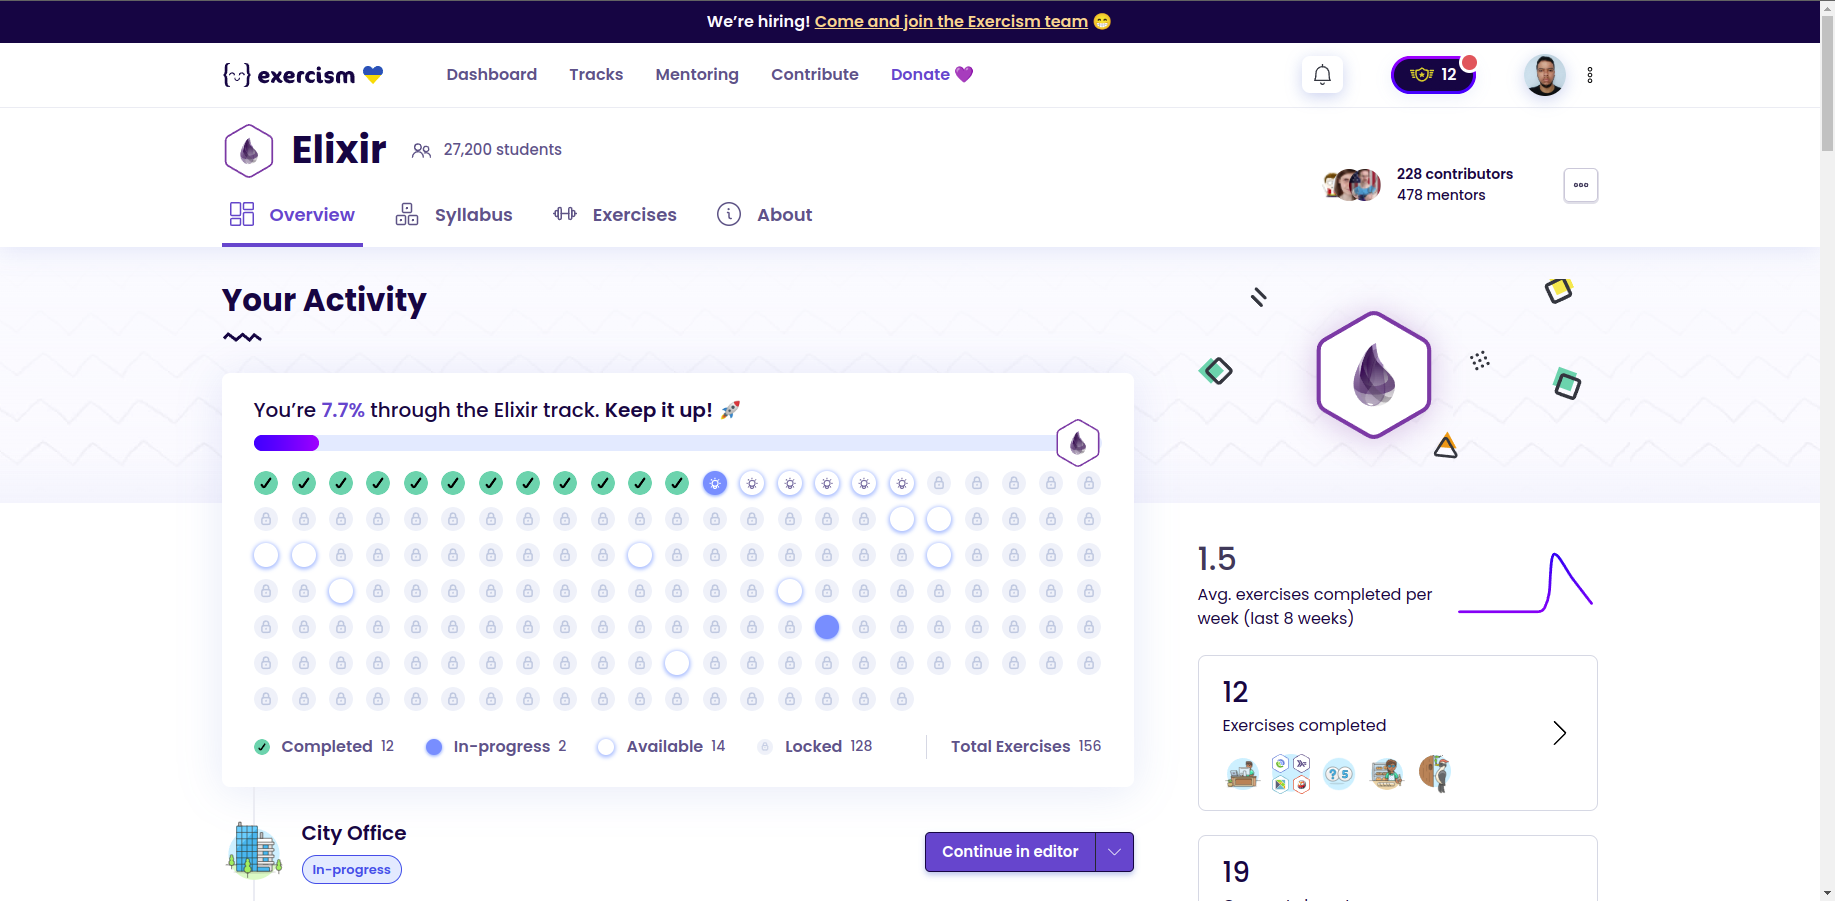 We're hiring! Come and join the Exercism team 😁
exercism
Dashboard
Tracks
Mentoring
Contribute
Donate 💜
12
Elixir
27,200 students
228 contributors
478 mentors
Overview
Syllabus
Exercises
About
Your Activity
You're 7.7% through the Elixir track. Keep it up! 🚀
Completed 12
In-progress 2
Available 14
Locked 128
Total Exercises 156
1.5
Avg. exercises completed per
week (last 8 weeks)
12
Exercises completed
City Office
In-progress
Continue in editor
19